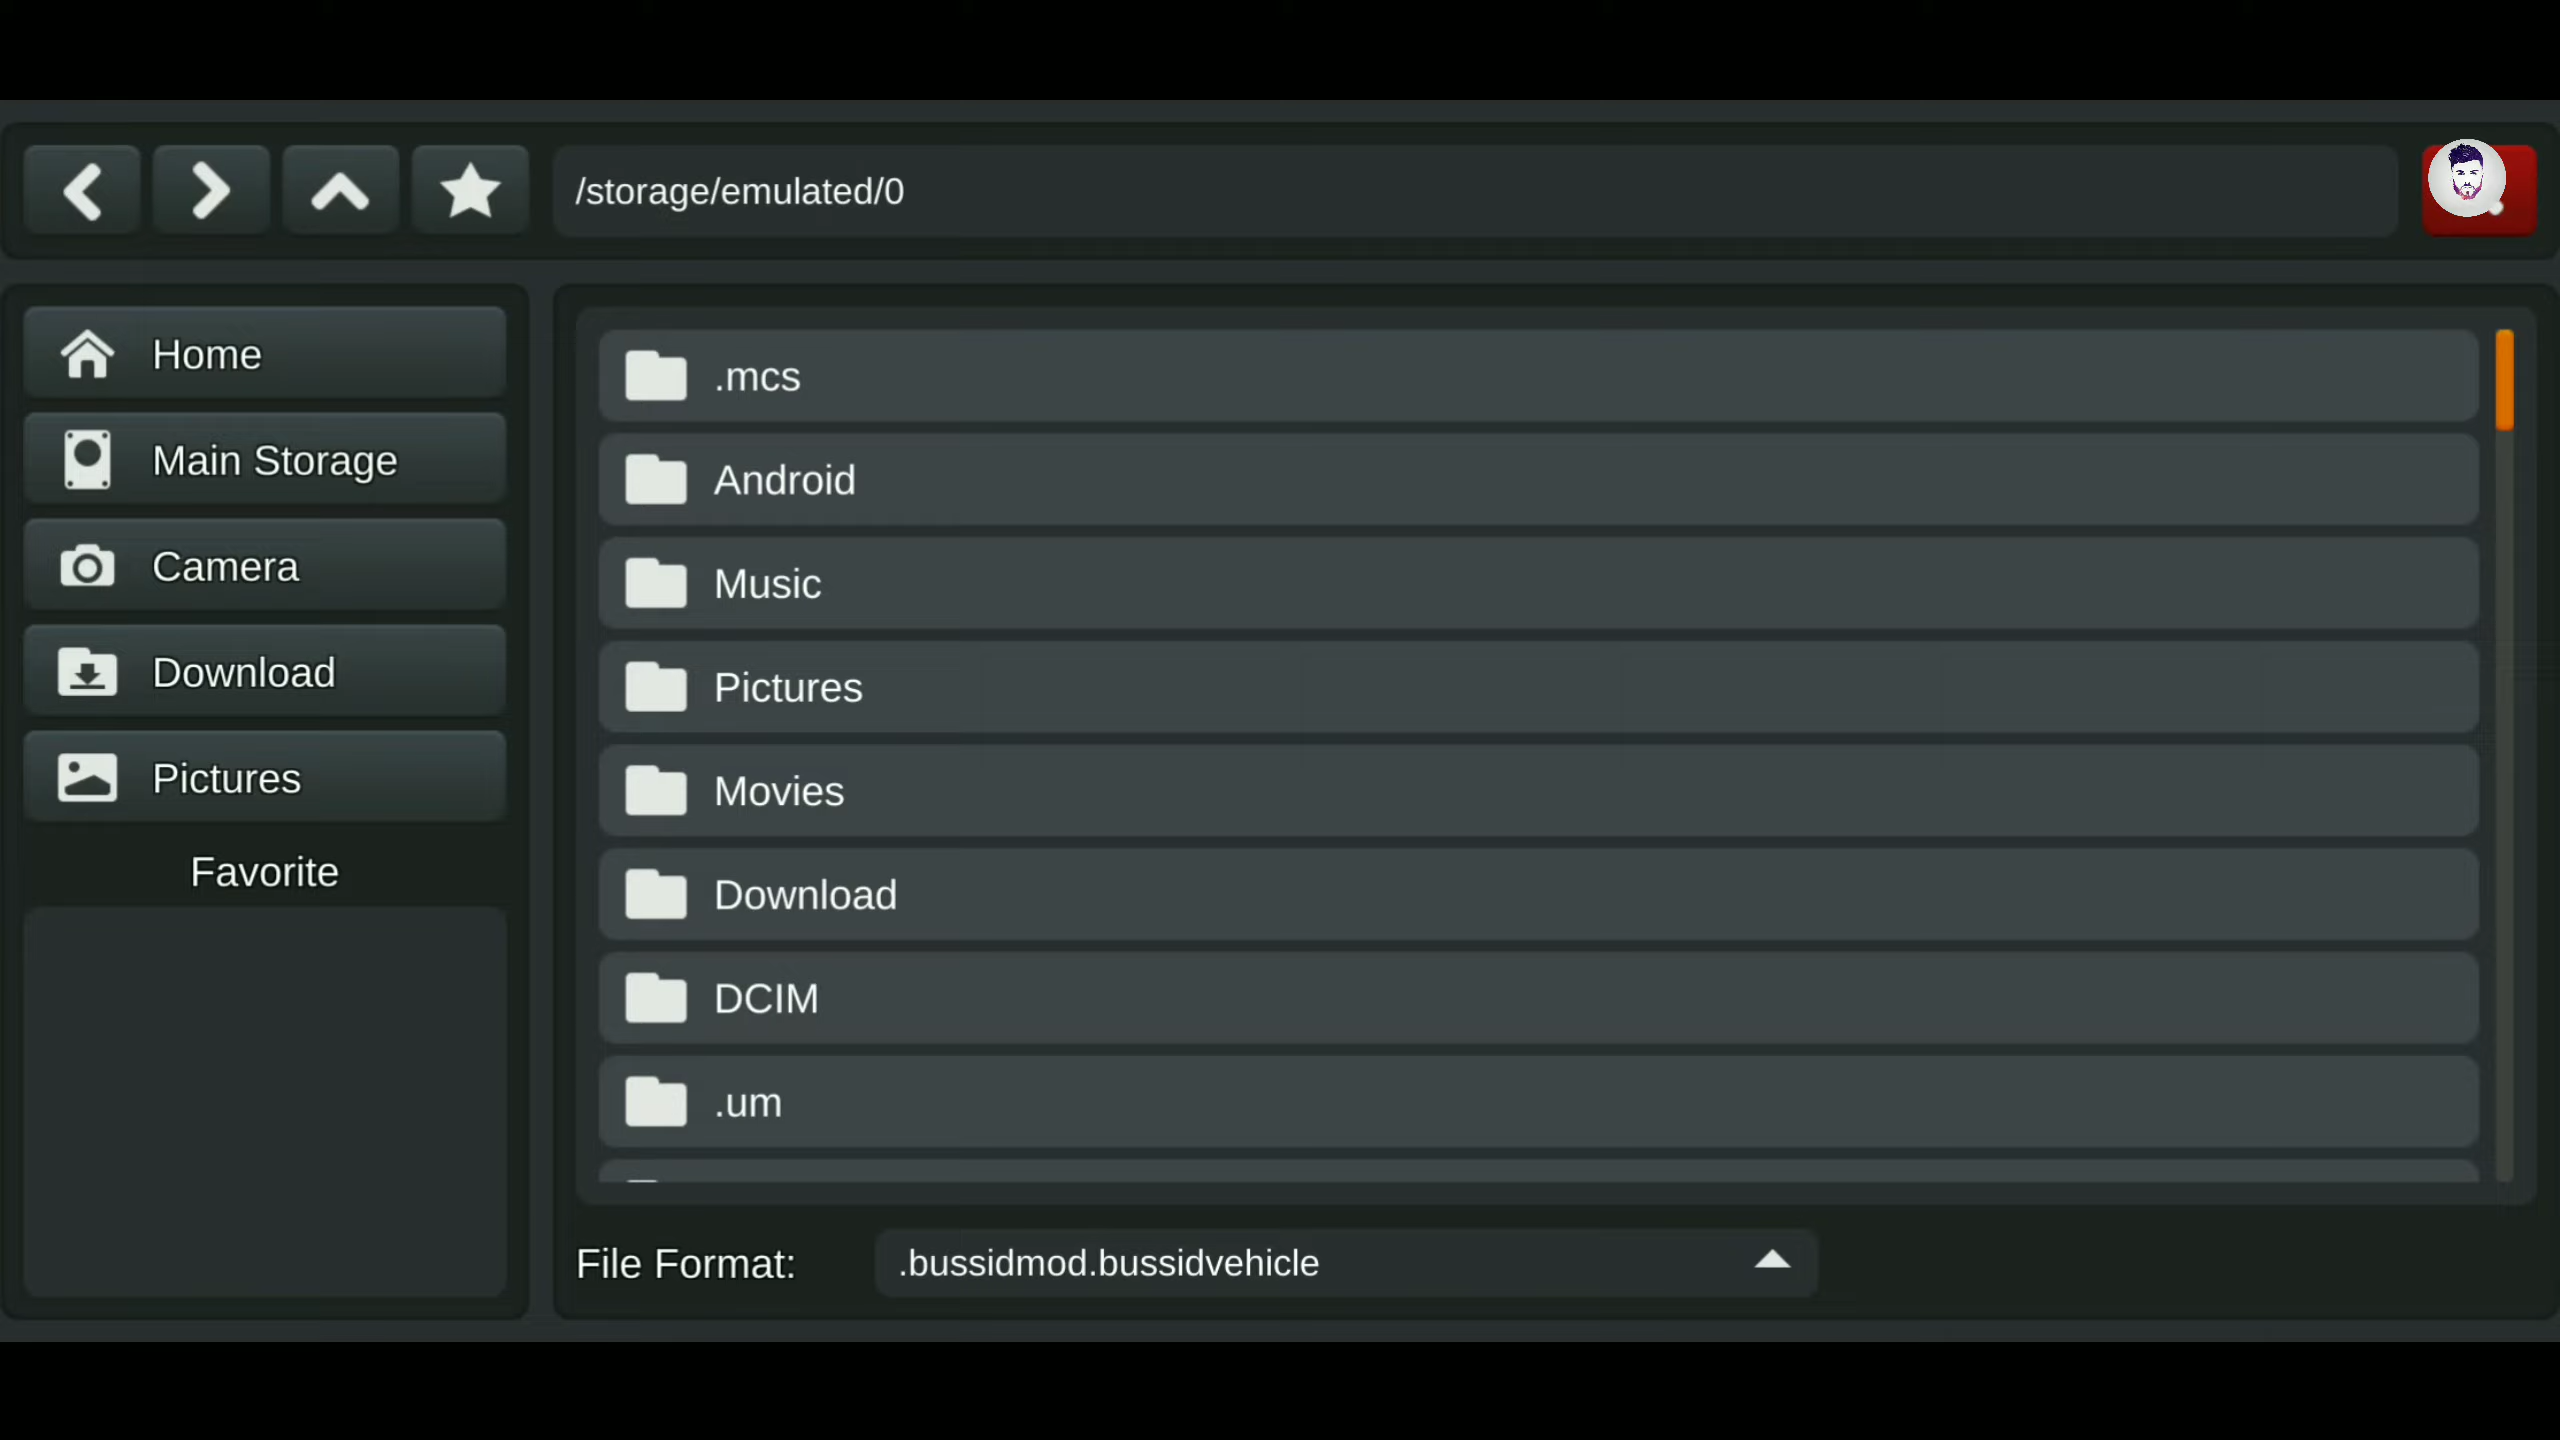 /storage/emulated/0
Home
Main Storage
Camera
Download
Pictures
Favorite
.mcs
Android
Music
Pictures
Movies
Download
DCIM
.um
File Format:
.bussidmod.bussidvehicle